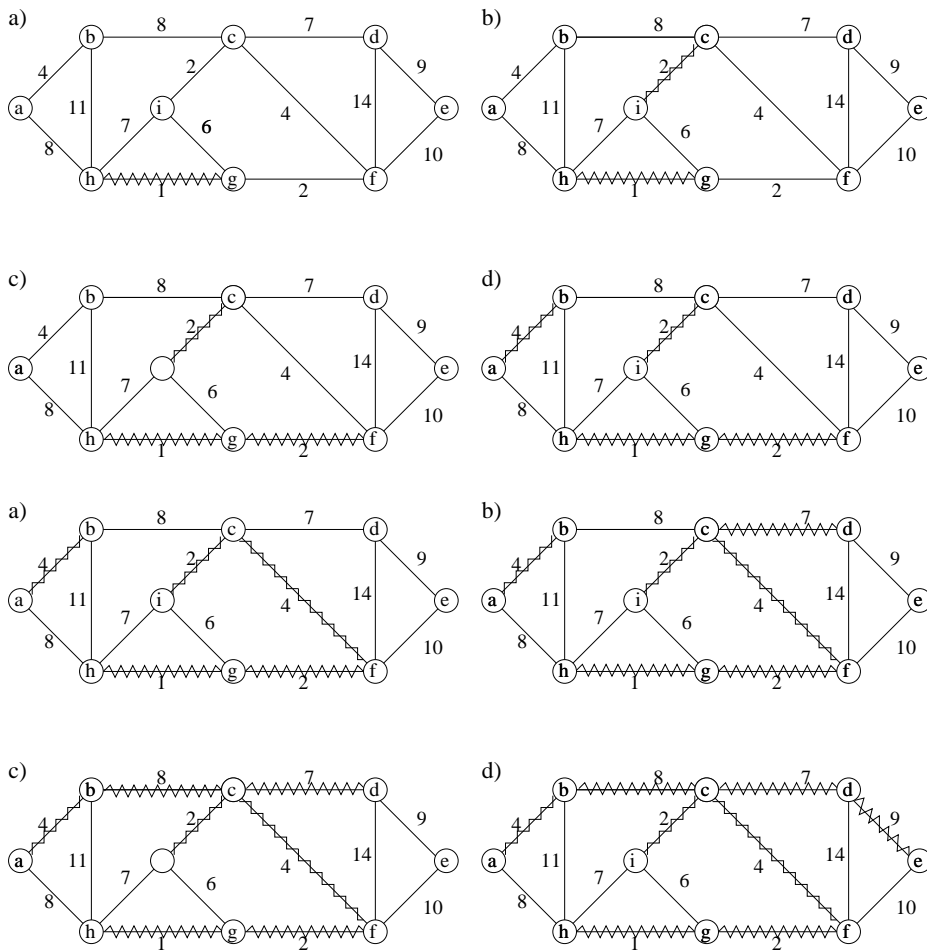 a) b)
b 8 c 7 d b 8 c 7 d
4 2 9 4 2 9
a 11 i 14 e a 11 i 14 e
7 6 4 7 6 4
8 10 8 10
h 1 g 2 f h 1 g 2 f
c) d)
b 8 c 7 d b 8 c 7 d
4 2 9 4 2 9
a 11 14 e a 11 i 14 e
7 6 4 7 6 4
8 10 8 10
h 1 g 2 f h 1 g 2 f
a) b)
b 8 c 7 d b 8 c 7 d
4 2 9 4 2 9
a 11 i 14 e a 11 i 14 e
7 6 4 7 6 4
8 10 8 10
h 1 g 2 f h 1 g 2 f
c) d)
b 8 c 7 d b 8 c 7 d
4 2 9 4 2 9
a 11 14 e a 11 i 14 e
7 6 4 7 6 4
8 10 8 10
h 1 g 2 f h 1 g 2 f